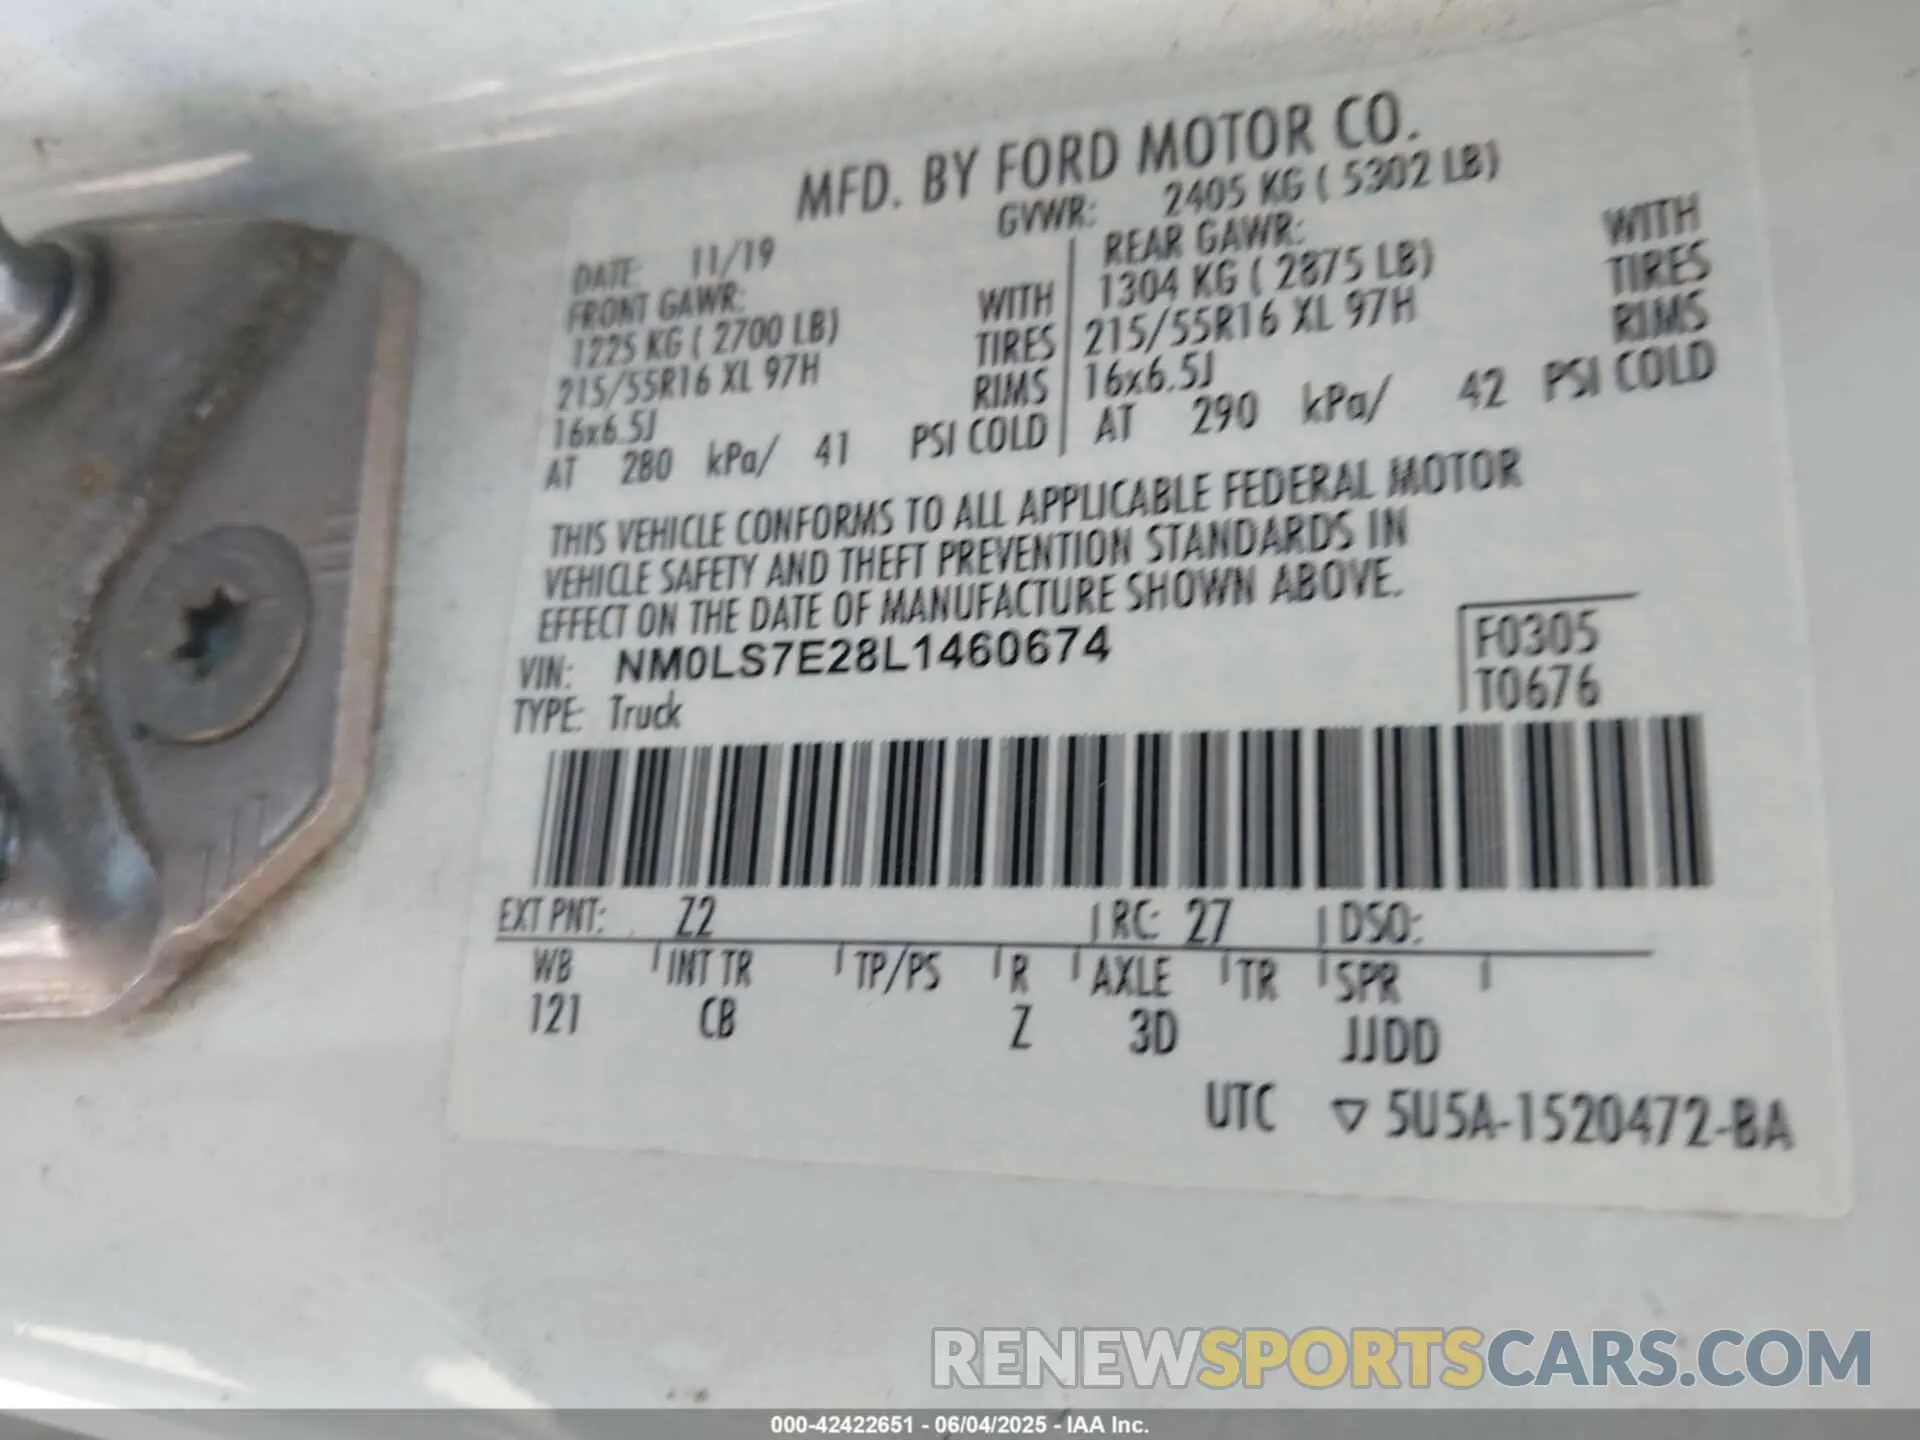 MFD. BY FORD MOTOR CO.
GVWR: 2405 KG ( 5302 LB)
DATE: 11/19
FRONT GAWR:
1225 KG ( 2700 LB) WITH
215/55R16 XL 97H TIRES
16x6.5J RIMS
AT 280 kPa/ 41 PSI COLD
REAR GAWR: WITH
1304 KG ( 2875 LB) TIRES
215/55R16 XL 97H RIMS
16x6.5J
AT 290 kPa/ 42 PSI COLD
THIS VEHICLE CONFORMS TO ALL APPLICABLE FEDERAL MOTOR
VEHICLE SAFETY AND THEFT PREVENTION STANDARDS IN
EFFECT ON THE DATE OF MANUFACTURE SHOWN ABOVE.
VIN: NM0LS7E28L1460674
TYPE: Truck
F0305
T0676
EXT PNT: Z2 RC: 27 DSO:
WB INT TR TP/PS R AXLE TR SPR
121 CB Z 3D JJDD
UTC ▽ 5U5A-1520472-BA
RENEWSPORTSCARS.COM
000-42422651 - 06/04/2025 - IAA Inc.